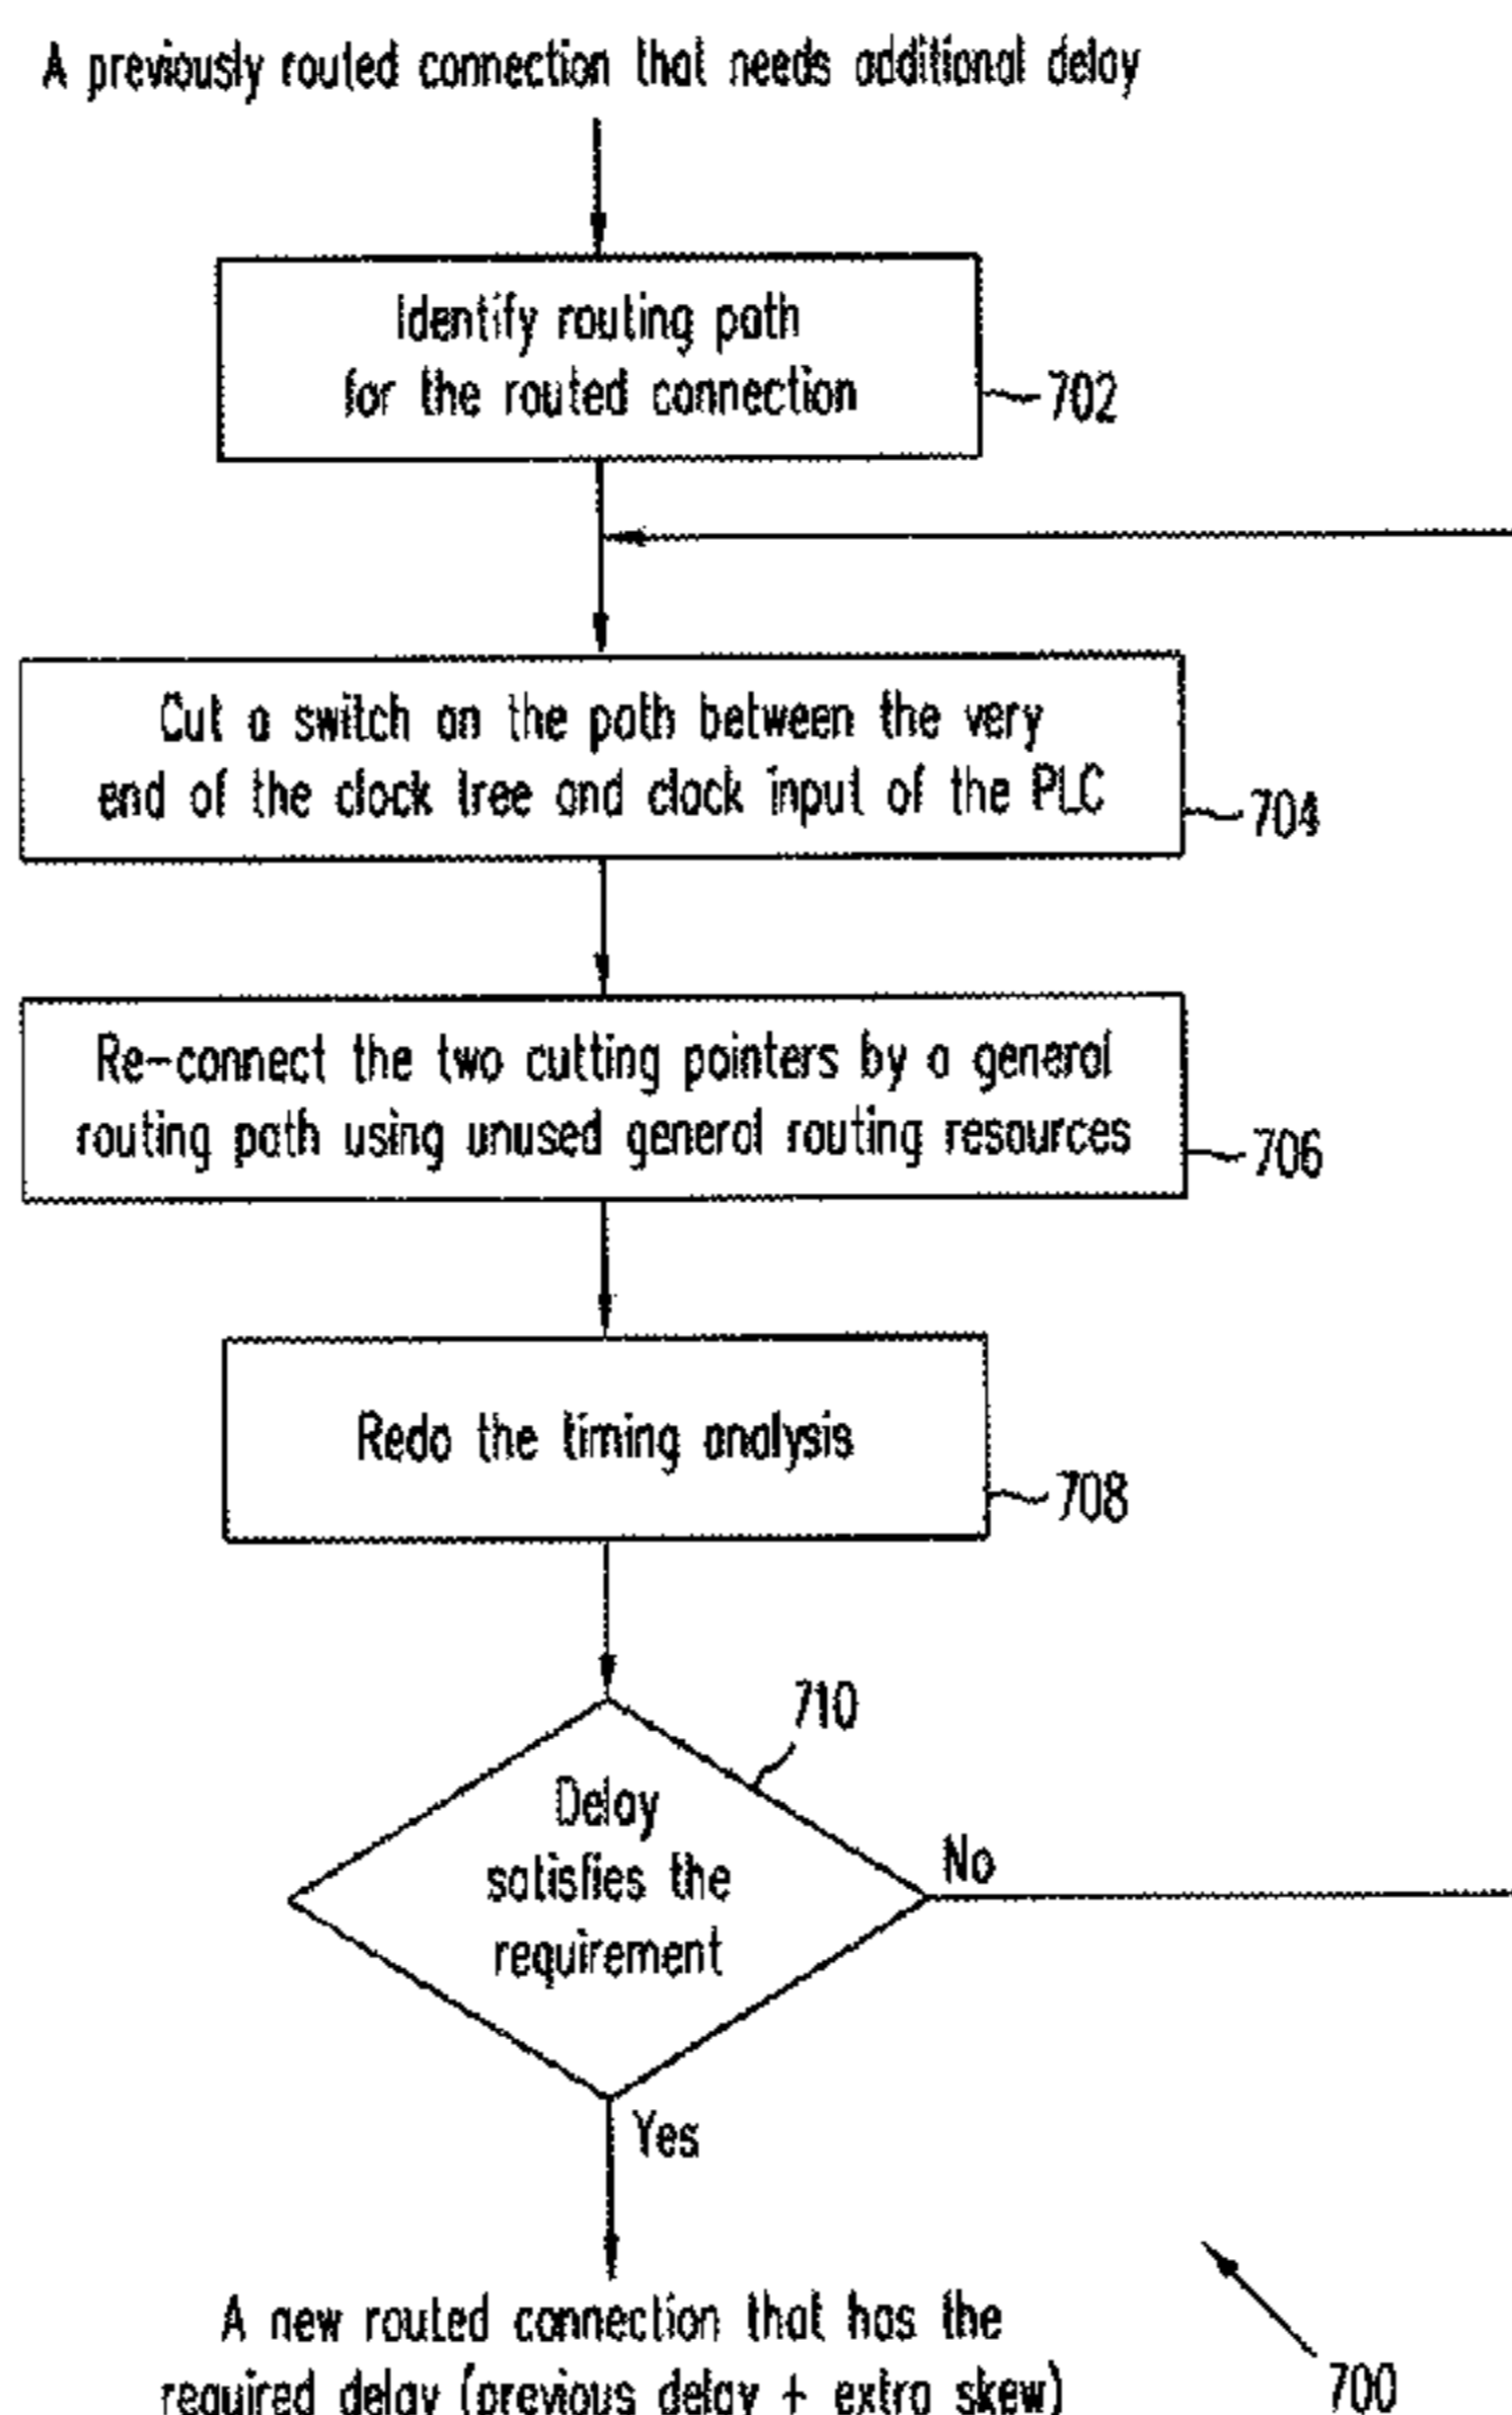 A previously routed connection that needs additional delay
Identify routing path
for the routed connection
702
Cut a switch on the path between the very
end of the clock tree and clock input of the PLC
704
Re-connect the two cutting pointers by a general
routing path using unused general routing resources
706
Redo the timing analysis
708
710
Delay
satisfies the
requirement
No
Yes
A new routed connection that has the
required delay (previous delay + extra skew)
700